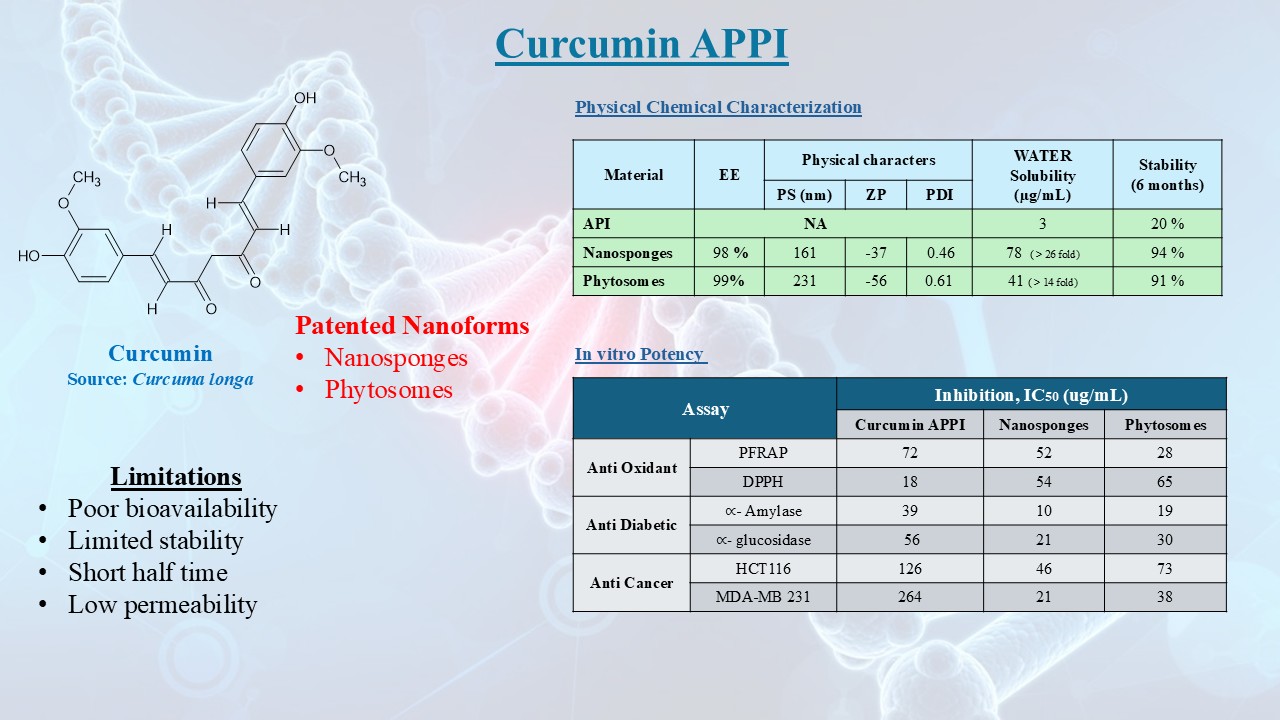 Curcumin APPI
OH
O
CH3
CH3
O
HO
H
H
H
H
O
O
Curcumin
Source: Curcuma longa
Patented Nanoforms
• Nanosponges
• Phytosomes
Limitations
• Poor bioavailability
• Limited stability
• Short half time
• Low permeability
Physical Chemical Characterization
Material EE Physical characters WATER Solubility (µg/mL) Stability (6 months)
PS (nm) ZP PDI
API NA 3 20 %
Nanosponges 98 % 161 -37 0.46 78 (> 26 fold) 94 %
Phytosomes 99% 231 -56 0.61 41 (> 14 fold) 91 %
In vitro Potency
Assay Inhibition, IC50 (ug/mL)
Curcumin APPI Nanosponges Phytosomes
Anti Oxidant PFRAP 72 52 28
DPPH 18 54 65
Anti Diabetic ∝- Amylase 39 10 19
∝- glucosidase 56 21 30
Anti Cancer HCT116 126 46 73
MDA-MB 231 264 21 38